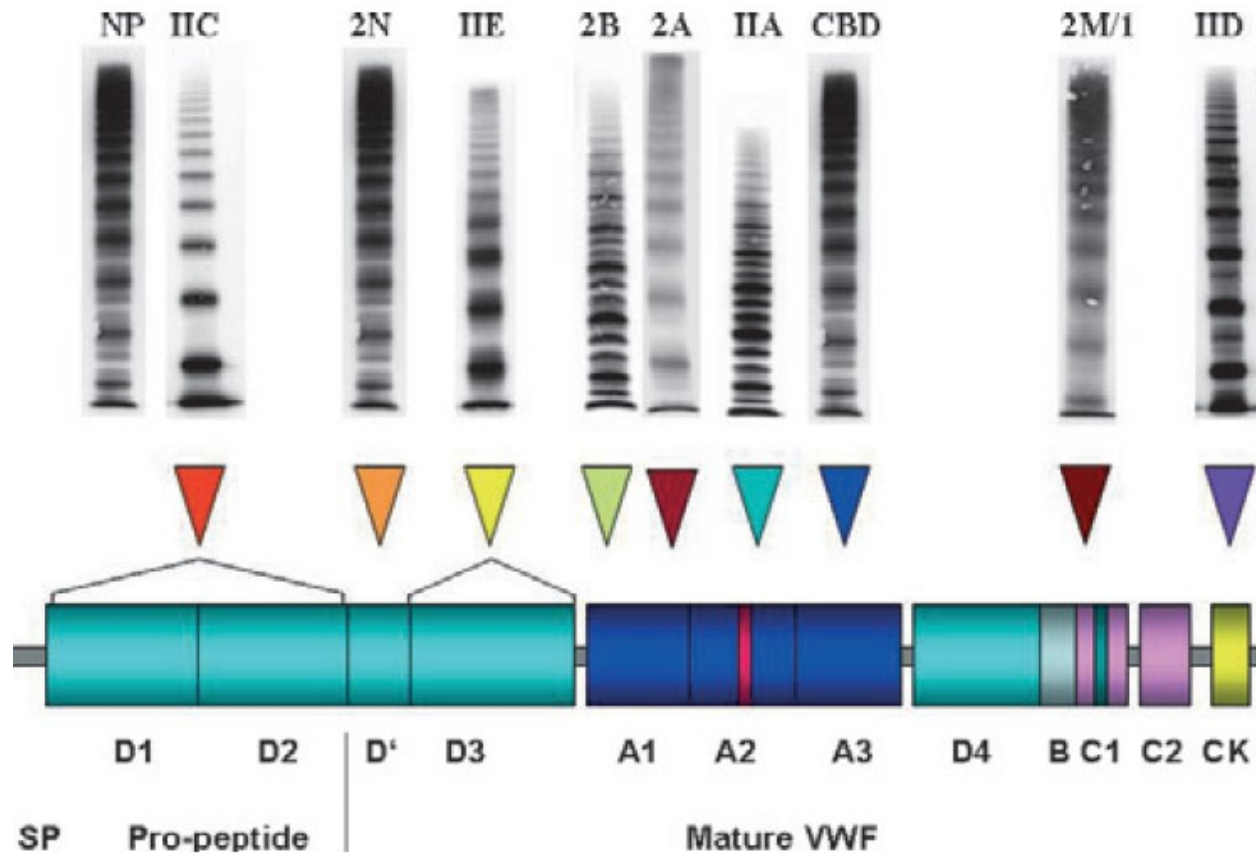 NP IIC 2N IIE 2B 2A IIA CBD 2M/1 IID
D1 D2 D‘ D3 A1 A2 A3 D4 B C1 C2 CK
SP Pro-peptide Mature VWF